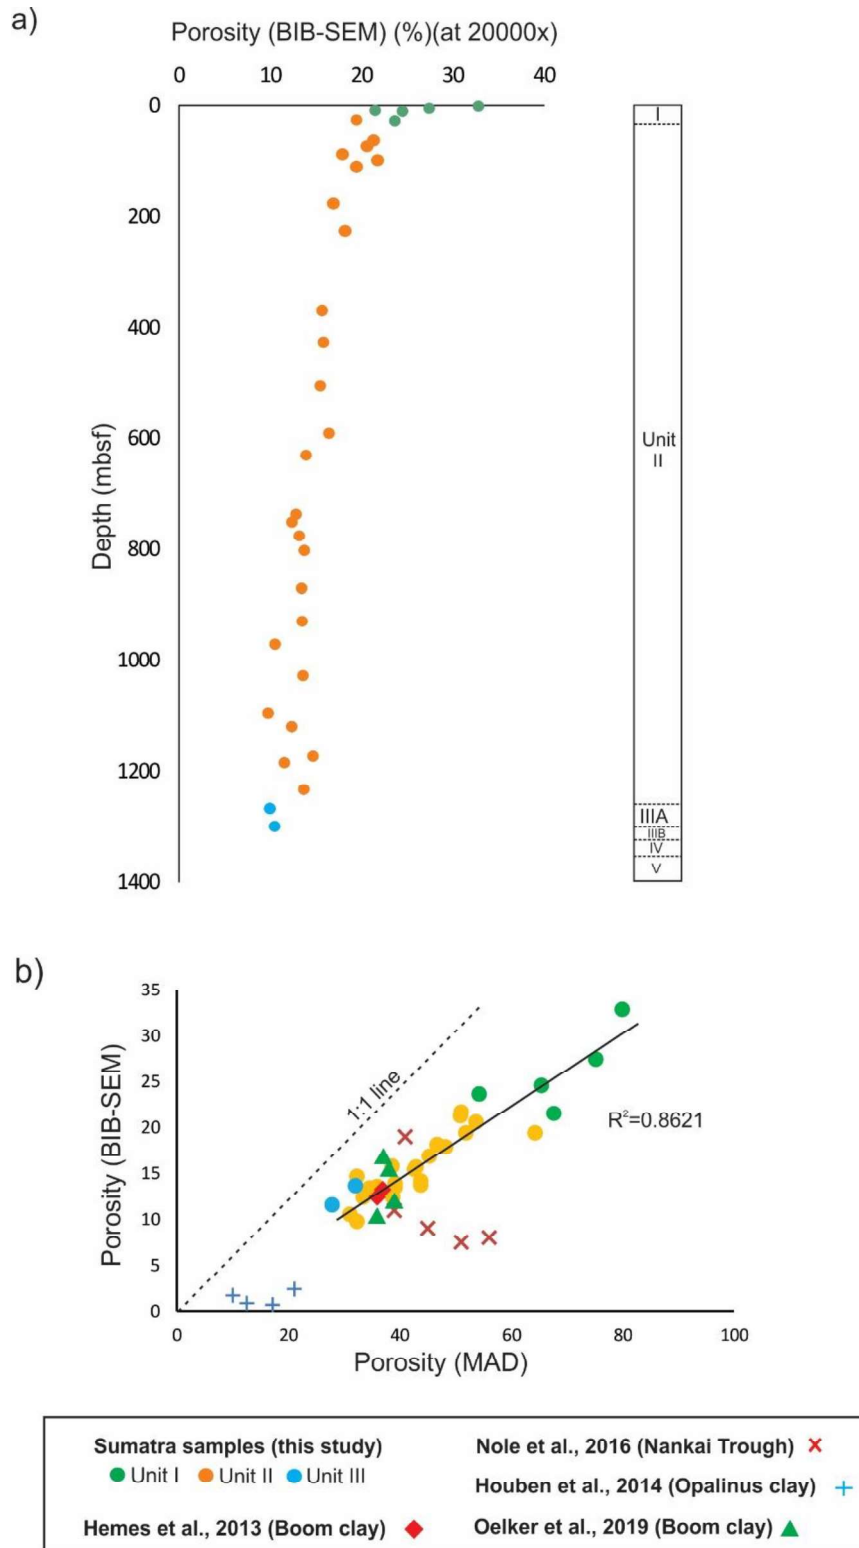 a)
Porosity (BIB-SEM) (%)(at 20000x)
0 10 20 30 40
0
200
400
600
800
1000
1200
1400
Depth (mbsf)
I
Unit
II
IIIA
IIIB
IV
V
b)
35
30
25
20
15
10
5
0
Porosity (BIB-SEM)
1:1 line
R²=0.8621
0 20 40 60 80 100
Porosity (MAD)
Sumatra samples (this study)
Unit I Unit II Unit III
Hemes et al., 2013 (Boom clay)
Nole et al., 2016 (Nankai Trough)
Houben et al., 2014 (Opalinus clay)
Oelker et al., 2019 (Boom clay)